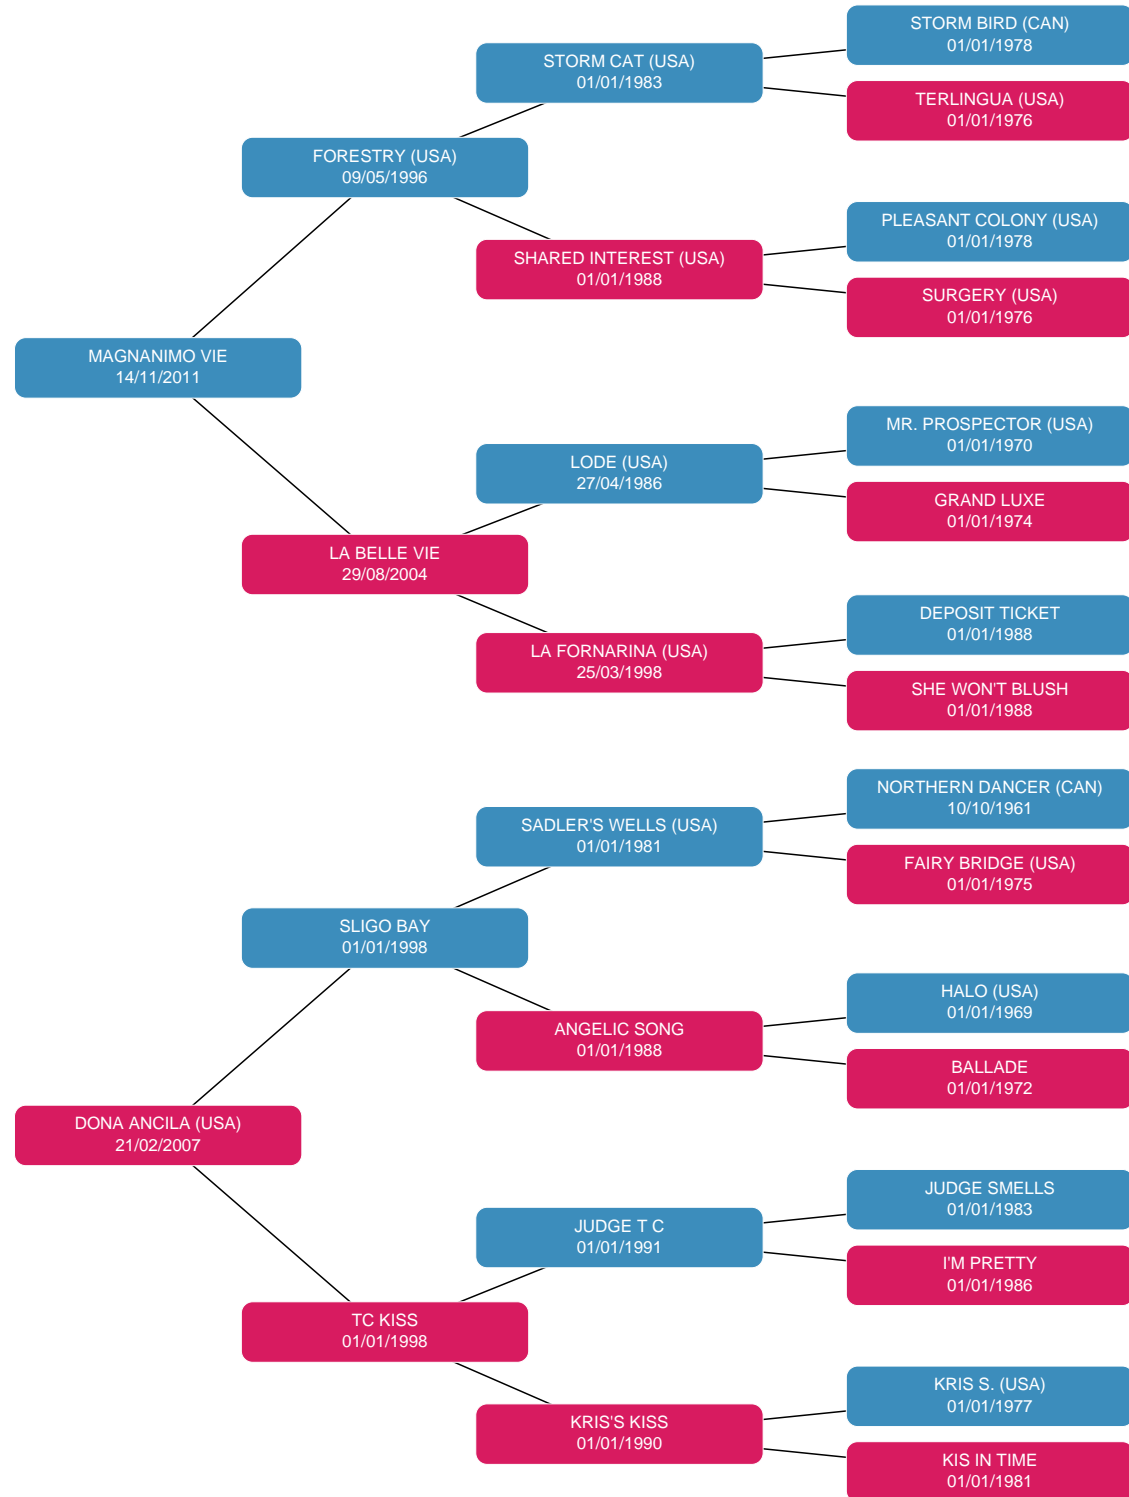 STORM BIRD (CAN)
01/01/1978
STORM CAT (USA)
01/01/1983
TERLINGUA (USA)
01/01/1976
FORESTRY (USA)
09/05/1996
PLEASANT COLONY (USA)
01/01/1978
SHARED INTEREST (USA)
01/01/1988
SURGERY (USA)
01/01/1976
MAGNANIMO VIE
14/11/2011
MR. PROSPECTOR (USA)
01/01/1970
LODE (USA)
27/04/1986
GRAND LUXE
01/01/1974
LA BELLE VIE
29/08/2004
DEPOSIT TICKET
01/01/1988
LA FORNARINA (USA)
25/03/1998
SHE WON'T BLUSH
01/01/1988
NORTHERN DANCER (CAN)
10/10/1961
SADLER'S WELLS (USA)
01/01/1981
FAIRY BRIDGE (USA)
01/01/1975
SLIGO BAY
01/01/1998
HALO (USA)
01/01/1969
ANGELIC SONG
01/01/1988
BALLADE
01/01/1972
DONA ANCILA (USA)
21/02/2007
JUDGE SMELLS
01/01/1983
JUDGE T C
01/01/1991
I'M PRETTY
01/01/1986
TC KISS
01/01/1998
KRIS S. (USA)
01/01/1977
KRIS'S KISS
01/01/1990
KIS IN TIME
01/01/1981